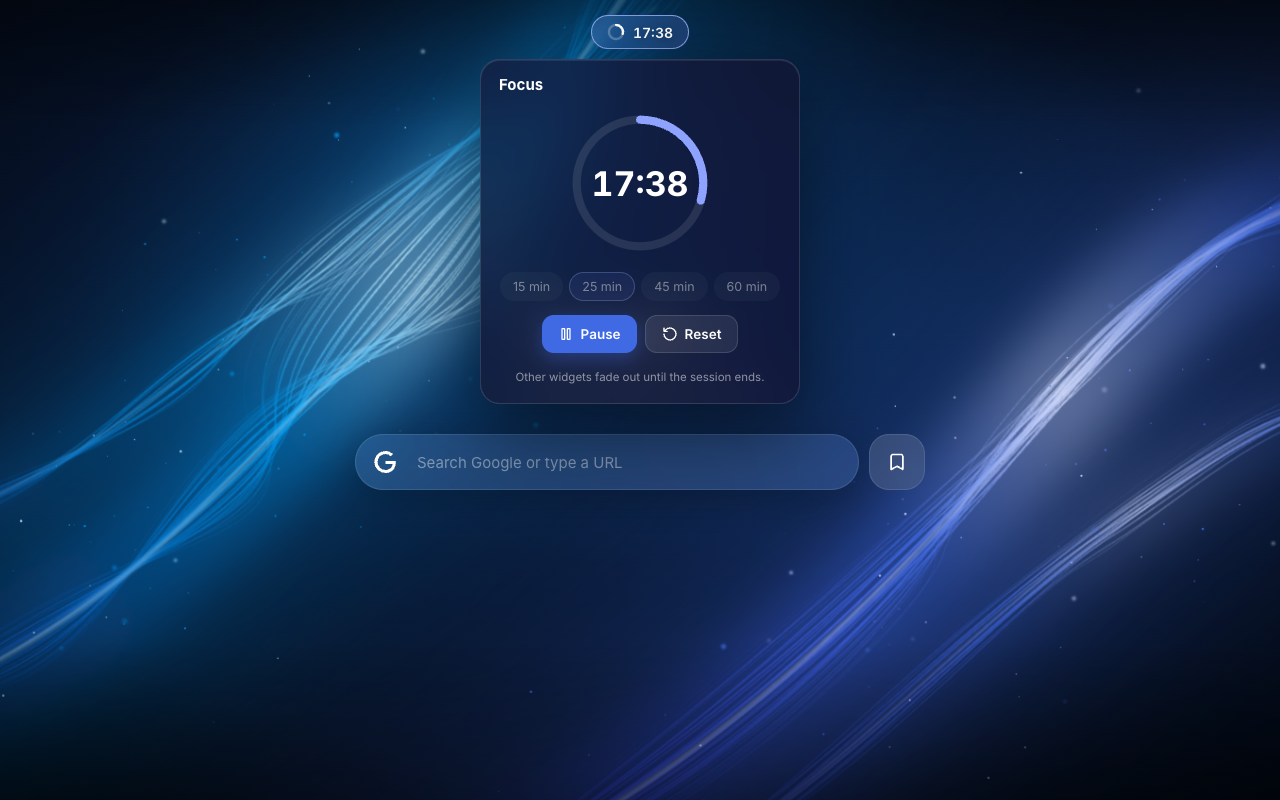 17:38
Focus
17:38
15 min 25 min 45 min 60 min
Pause Reset
Other widgets fade out until the session ends.
Search Google or type a URL